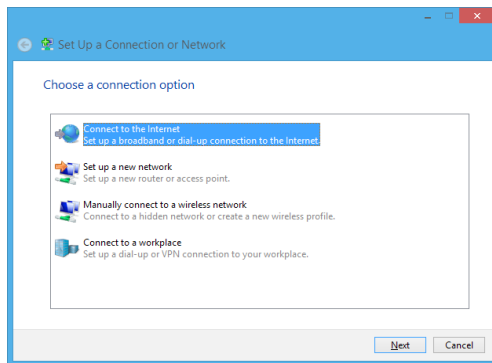 Set Up a Connection or Network
Choose a connection option
Connect to the Internet
Set up a broadband or dial-up connection to the Internet.
Set up a new network
Set up a new router or access point.
Manually connect to a wireless network
Connect to a hidden network or create a new wireless profile.
Connect to a workplace
Set up a dial-up or VPN connection to your workplace.
Next Cancel